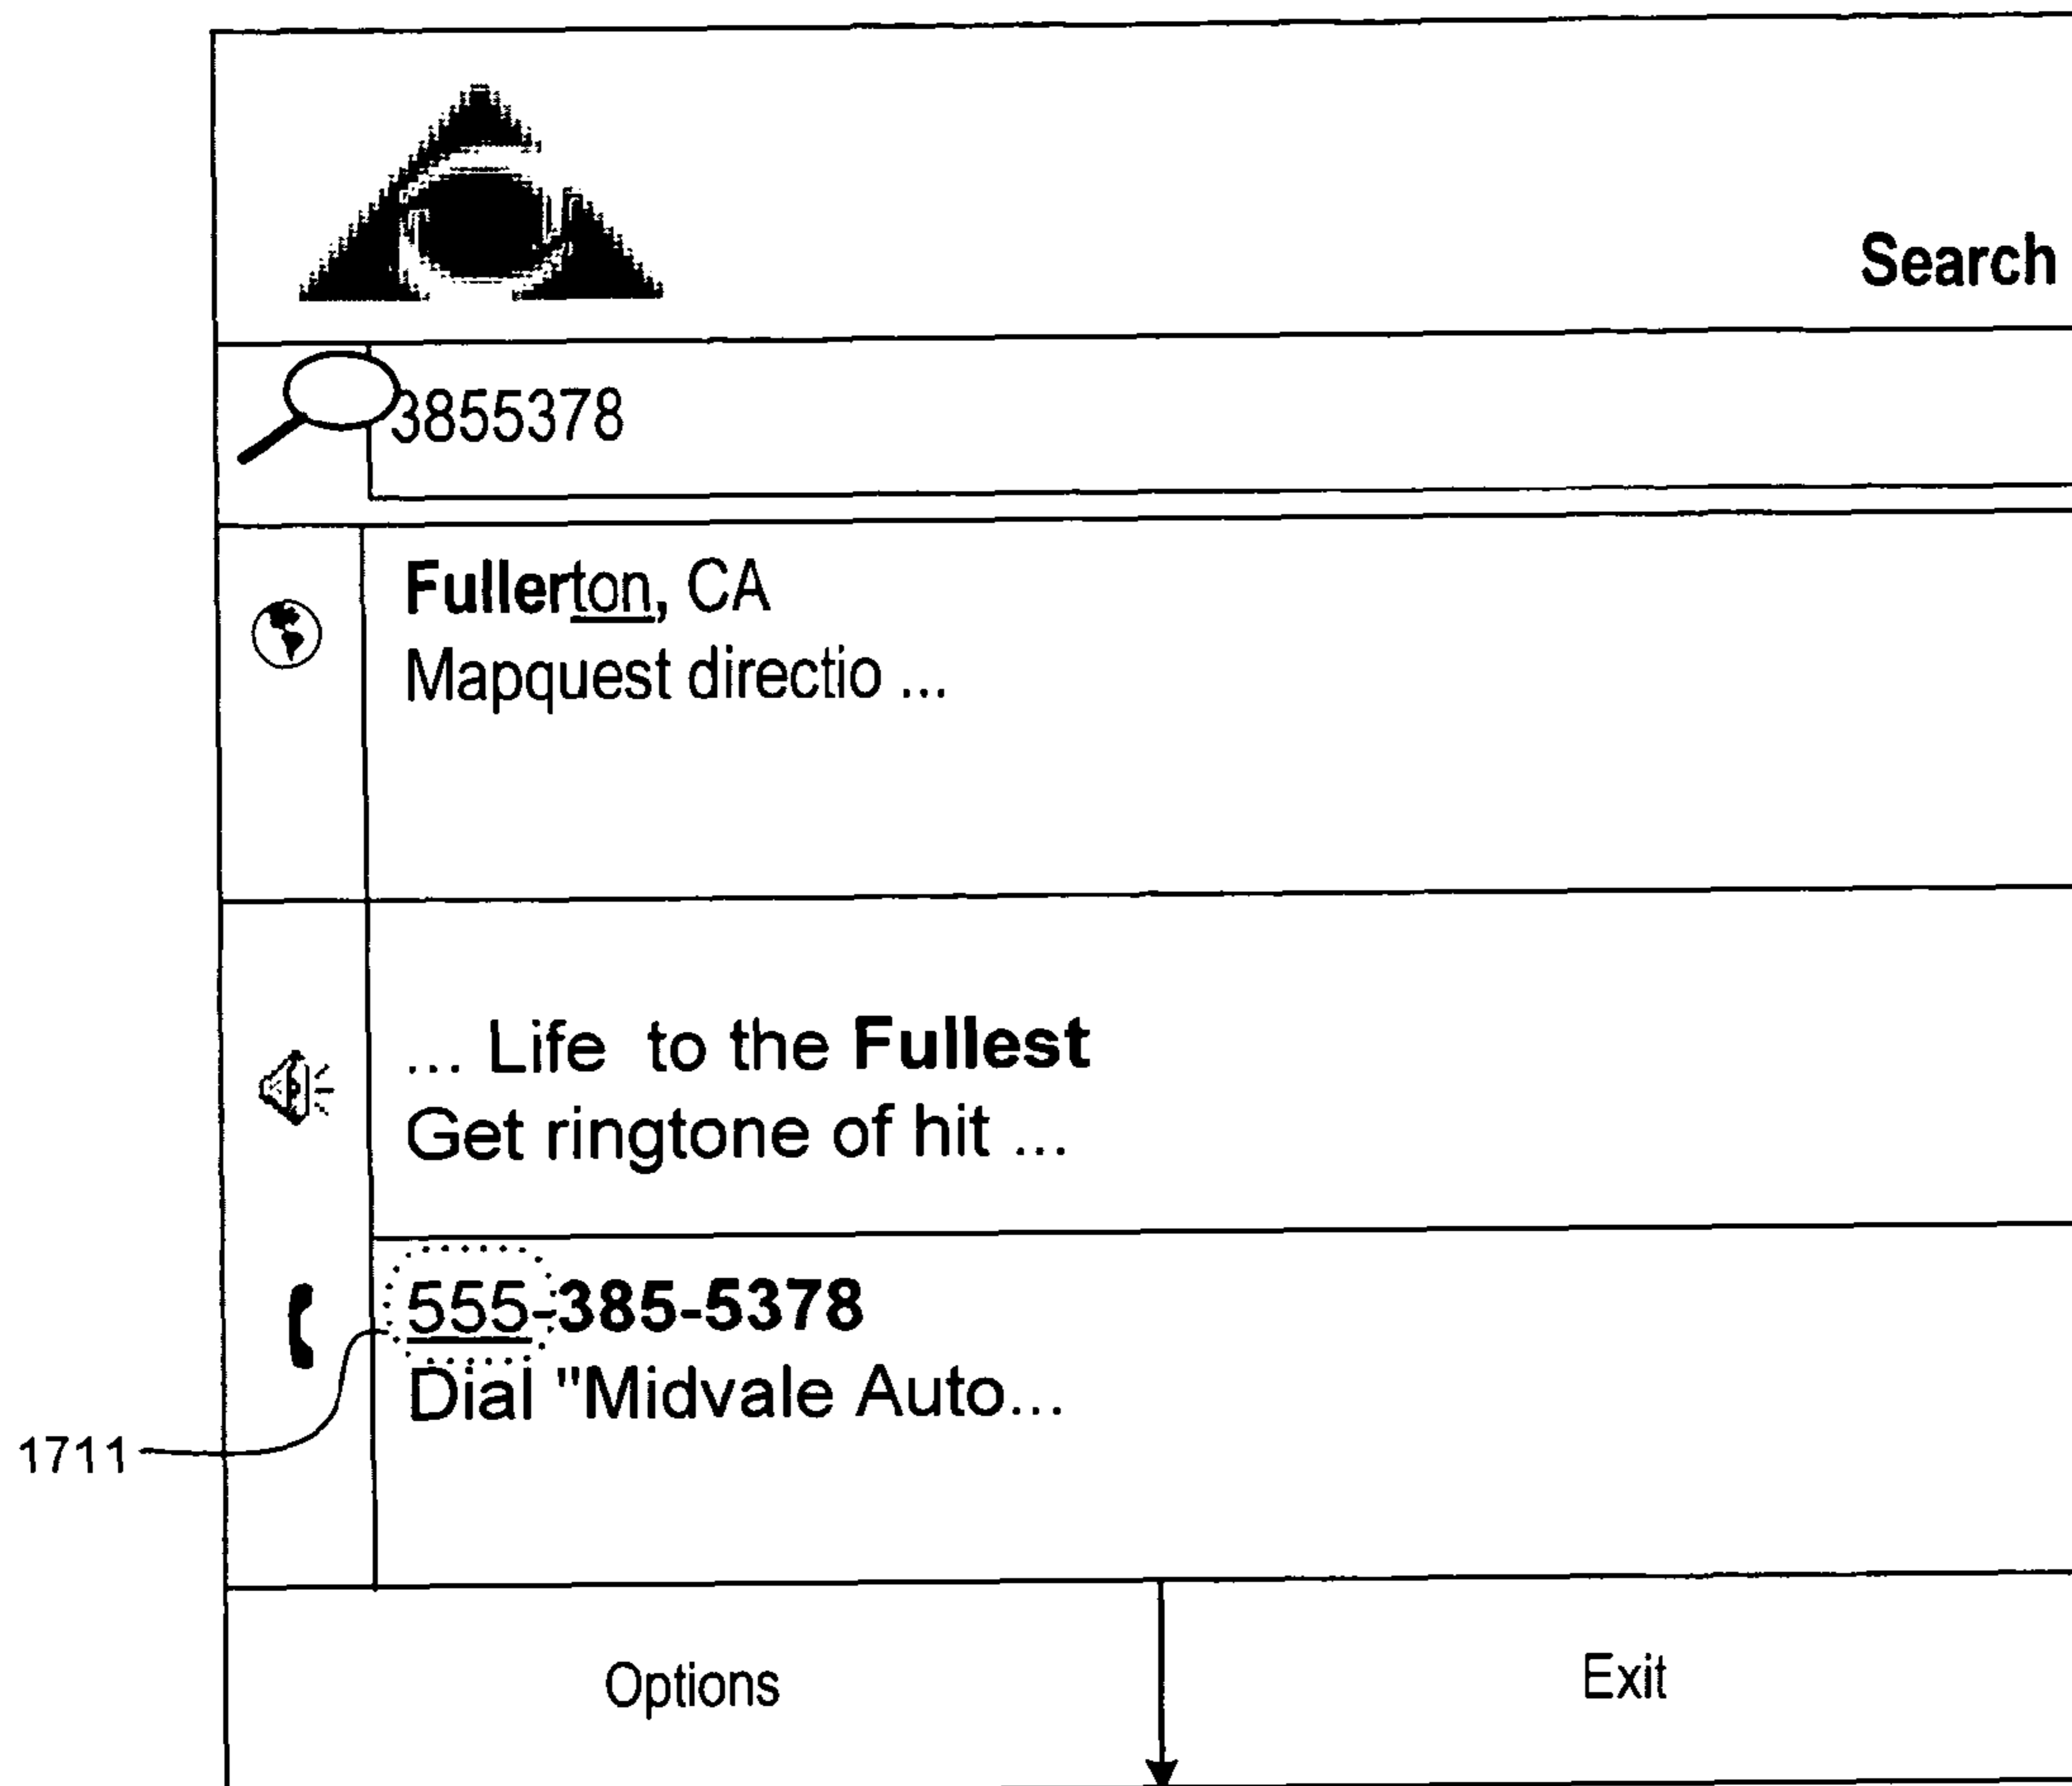 Search
3855378
Fullerton, CA
Mapquest directio ...
... Life to the Fullest
Get ringtone of hit ...
555-385-5378
Dial "Midvale Auto...
1711
Options
Exit